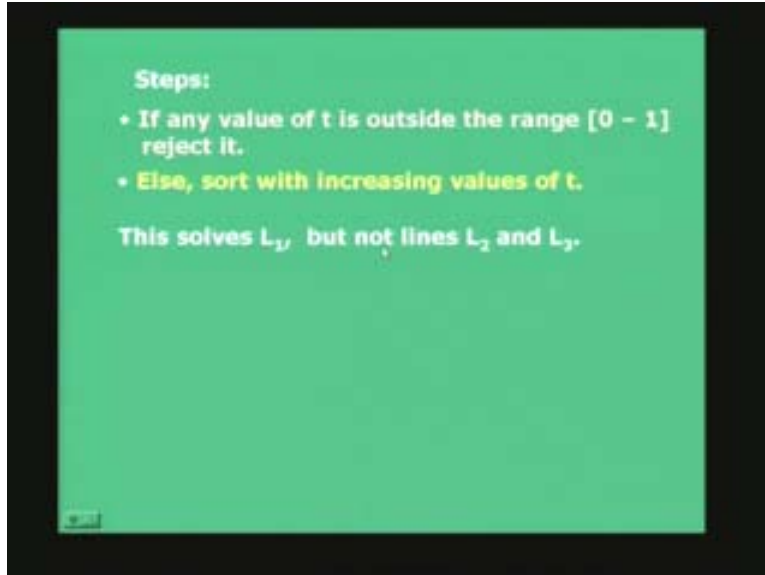 Steps:
• If any value of t is outside the range [0 – 1]
reject it.
• Else, sort with increasing values of t.
This solves L₁, but not lines L₂ and L₃.